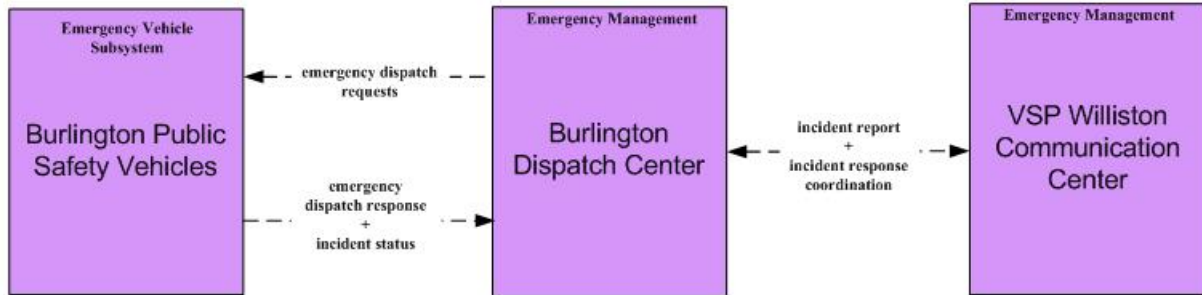 Emergency Vehicle
Subsystem
Burlington Public
Safety Vehicles
emergency dispatch
requests
emergency
dispatch response
+
incident status
Emergency Management
Burlington
Dispatch Center
incident report
+
incident response
coordination
Emergency Management
VSP Williston
Communication
Center